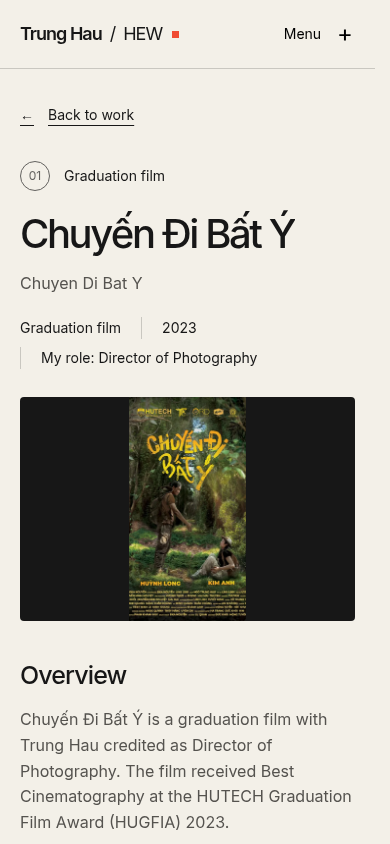 Trung Hau / HEW
Menu +
← Back to work
01 Graduation film
Chuyến Đi Bất Ý
Chuyen Di Bat Y
Graduation film
2023
My role: Director of Photography
HUTECH
CHUYẾN ĐI
BẤT Ý
HUỲNH LONG
KIM ANH
Overview
Chuyến Đi Bất Ý is a graduation film with
Trung Hau credited as Director of
Photography. The film received Best
Cinematography at the HUTECH Graduation
Film Award (HUGFIA) 2023.